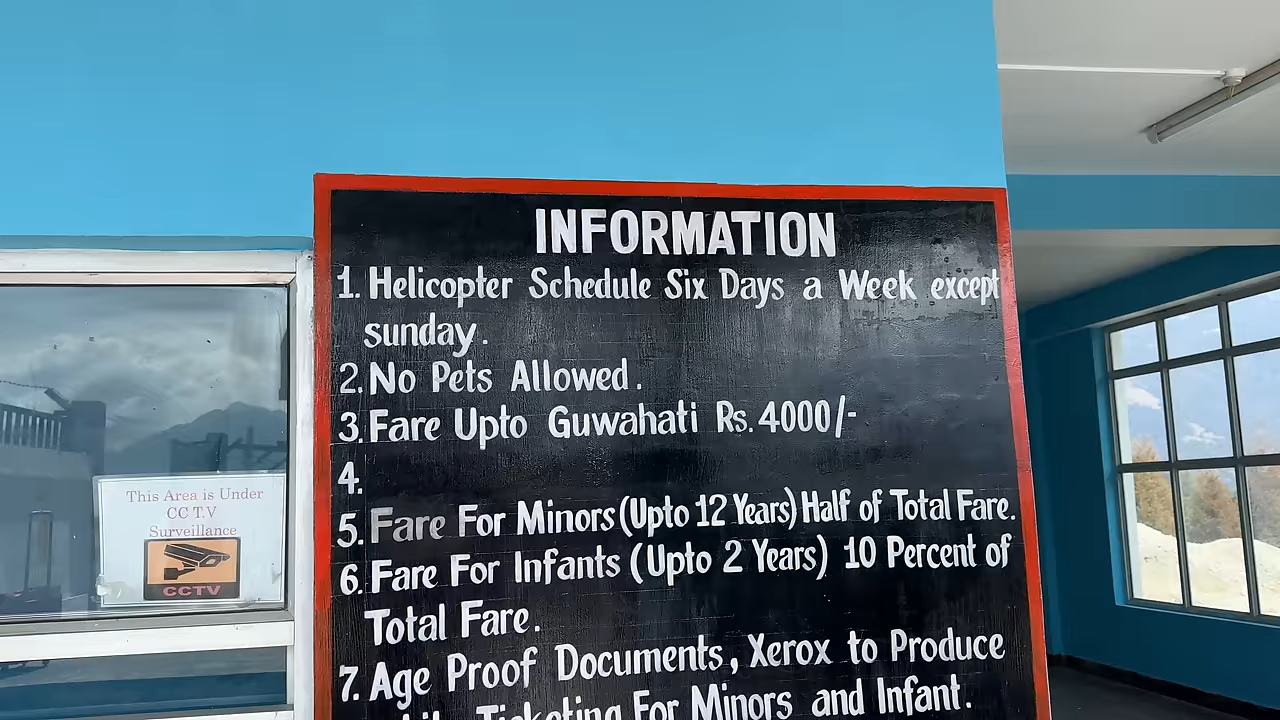 INFORMATION
1. Helicopter Schedule Six Days a Week except
sunday.
2. No Pets Allowed.
3. Fare Upto Guwahati Rs. 4000/-
4.
5. Fare For Minors (Upto 12 Years) Half of Total Fare.
6. Fare For Infants (Upto 2 Years) 10 Percent of
Total Fare.
7. Age Proof Documents, Xerox to Produce
Ticketing For Minors and Infant.
This Area is Under
CC T.V
Surveillance
CCTV